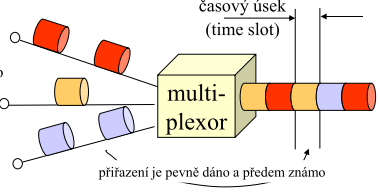 časový úsek
(time slot)
multi-
plexor
přiřazení je pevně dáno a předem známo